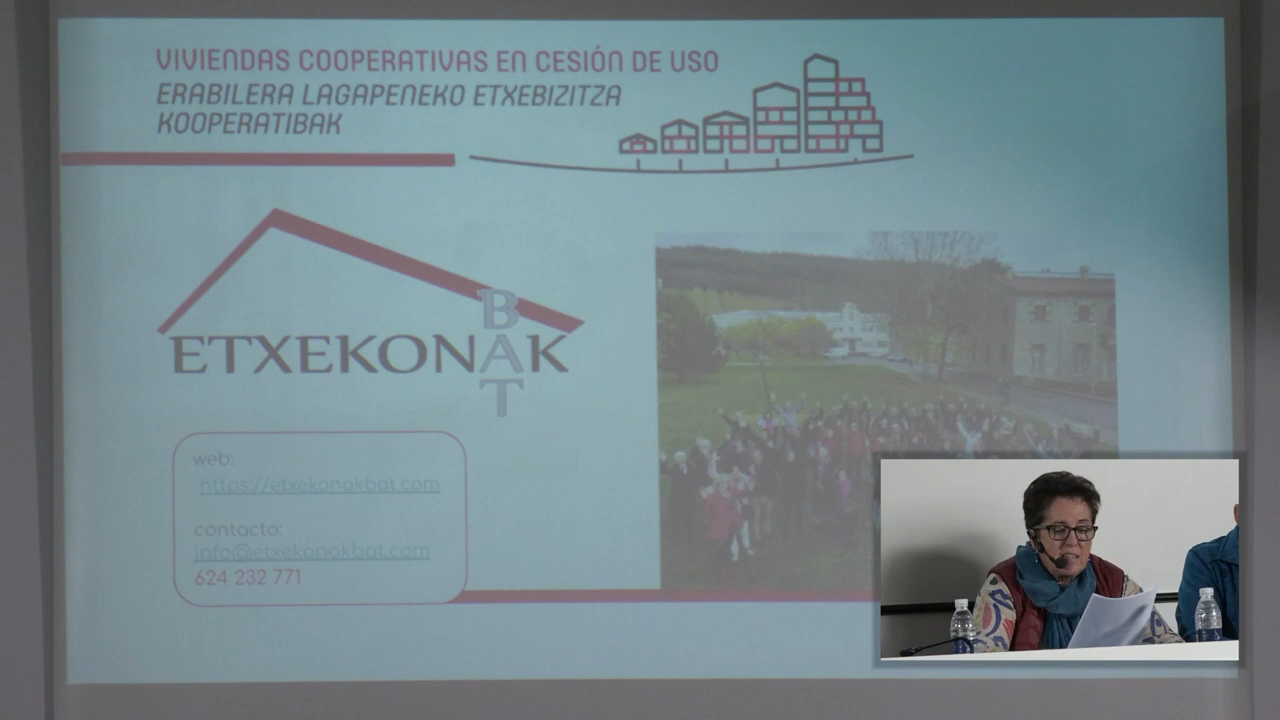 VIVIENDAS COOPERATIVAS EN CESIÓN DE USO
ERABILERA LAGAPENEKO ETXEBIZITZA
KOOPERATIBAK
ETXEKONAK
BAT
web:
https://etxekonakbat.com
contacto:
info@etxekonakbat.com
624 232 771